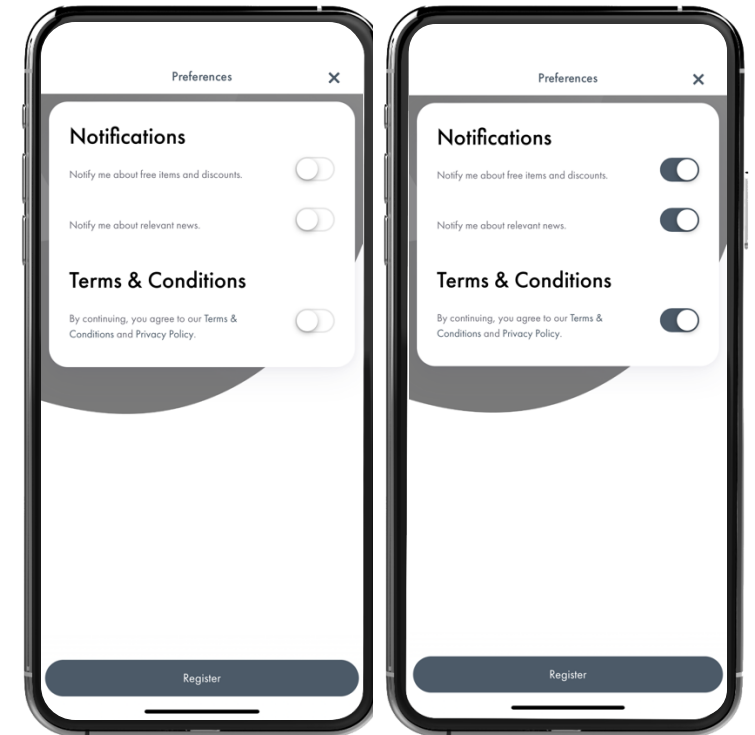 Preferences
Notifications
Notify me about free items and discounts.
Notify me about relevant news.
Terms & Conditions
By continuing, you agree to our Terms &
Conditions and Privacy Policy.
Register
Preferences
Notifications
Notify me about free items and discounts.
Notify me about relevant news.
Terms & Conditions
By continuing, you agree to our Terms &
Conditions and Privacy Policy.
Register